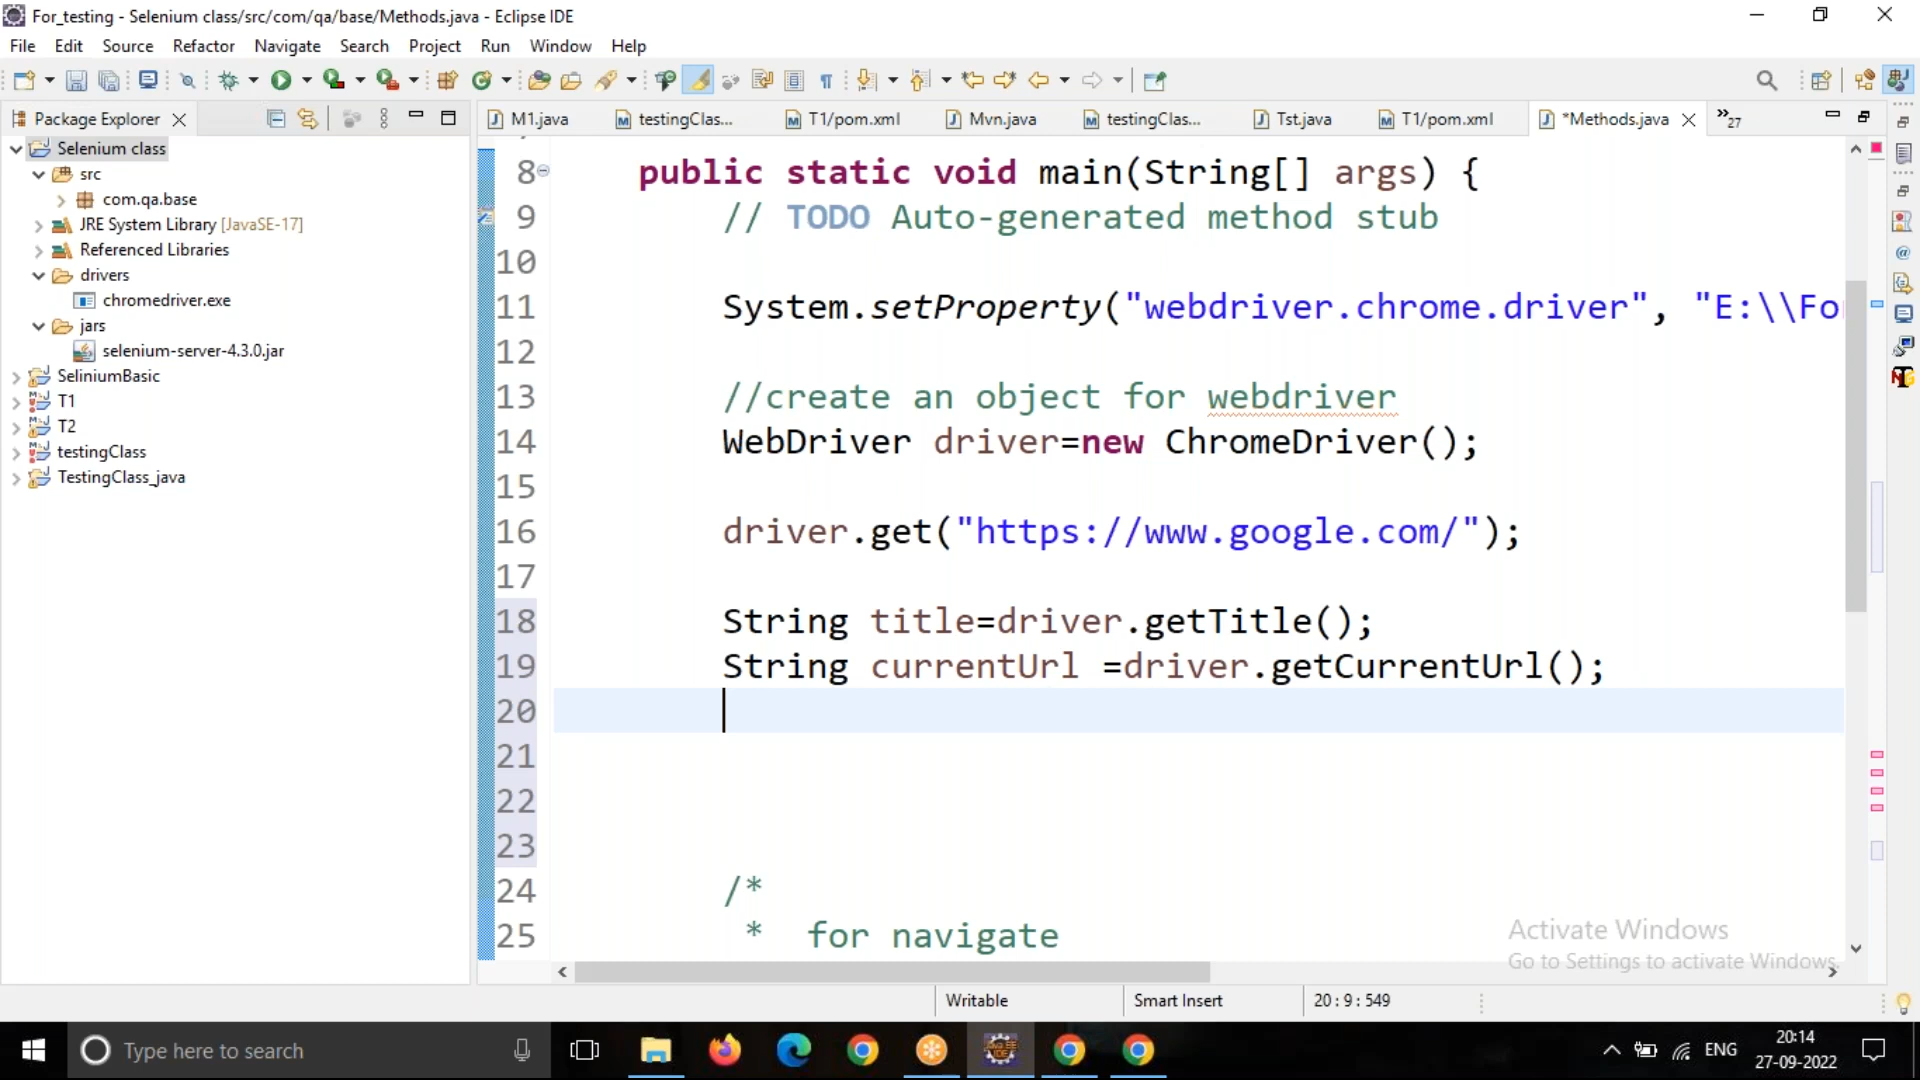 For_testing - Selenium class/src/com/qa/base/Methods.java - Eclipse IDE
File Edit Source Refactor Navigate Search Project Run Window Help
Package Explorer
M1.java testingClas... T1/pom.xml Mvn.java testingClas... Tst.java T1/pom.xml *Methods.java »27
Selenium class
src
com.qa.base
JRE System Library [JavaSE-17]
Referenced Libraries
drivers
chromedriver.exe
jars
selenium-server-4.3.0.jar
SeliniumBasic
T1
T2
testingClass
TestingClass_java
8 public static void main(String[] args) {
9 // TODO Auto-generated method stub
10
11 System.setProperty("webdriver.chrome.driver", "E:\\Fo
12
13 //create an object for webdriver
14 WebDriver driver=new ChromeDriver();
15
16 driver.get("https://www.google.com/");
17
18 String title=driver.getTitle();
19 String currentUrl =driver.getCurrentUrl();
20
21
22
23
24 /*
25 * for navigate
Activate Windows
Go to Settings to activate Windows.
Writable Smart Insert 20 : 9 : 549
Type here to search
ENG
20:14
27-09-2022